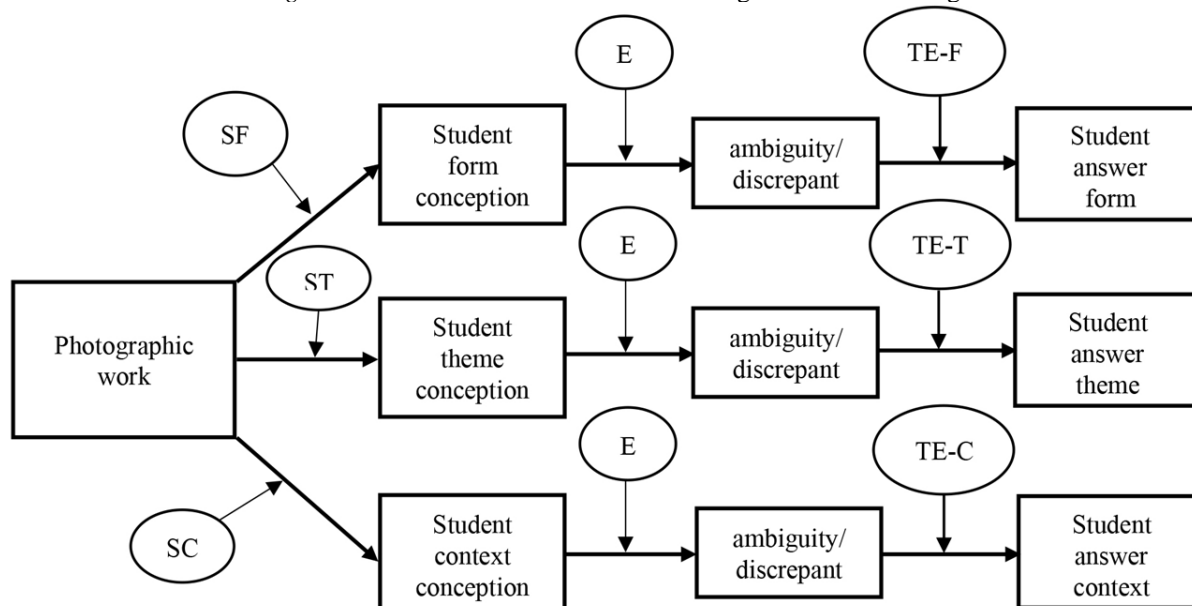 E
TE-F
SF
Student
form
conception
ambiguity/
discrepant
Student
answer
form
E
TE-T
ST
Photographic
work
Student
theme
conception
ambiguity/
discrepant
Student
answer
theme
E
TE-C
SC
Student
context
conception
ambiguity/
discrepant
Student
answer
context